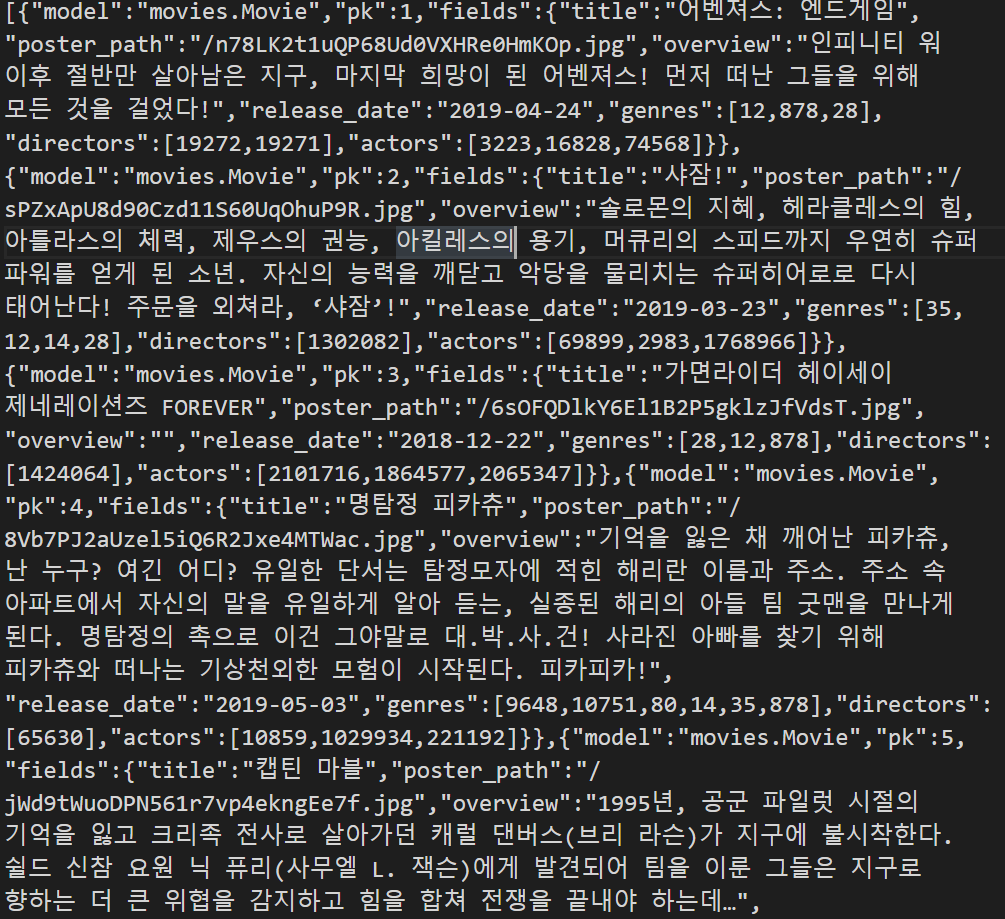 [{"model":"movies.Movie","pk":1,"fields":{"title":"어벤져스: 엔드게임",
"poster_path":"/n78LK2t1uQP68Ud0VXHRe0HmKOp.jpg","overview":"인피니티 워
이후 절반만 살아남은 지구, 마지막 희망이 된 어벤져스! 먼저 떠난 그들을 위해
모든 것을 걸었다!","release_date":"2019-04-24","genres":[12,878,28],
"directors":[19272,19271],"actors":[3223,16828,74568]}},
{"model":"movies.Movie","pk":2,"fields":{"title":"샤잠!","poster_path":"/
sPZxApU8d90Czd11S60UqOhuP9R.jpg","overview":"솔로몬의 지혜, 헤라클레스의 힘,
아틀라스의 체력, 제우스의 권능, 아킬레스의 용기, 머큐리의 스피드까지 우연히 슈퍼
파워를 얻게 된 소년. 자신의 능력을 깨닫고 악당을 물리치는 슈퍼히어로로 다시
태어난다! 주문을 외쳐라, ‘샤잠’!","release_date":"2019-03-23","genres":[35,
12,14,28],"directors":[1302082],"actors":[69899,2983,1768966]}},
{"model":"movies.Movie","pk":3,"fields":{"title":"가면라이더 헤이세이
제네레이션즈 FOREVER","poster_path":"/6sOFQDlkY6El1B2P5gklzJfVdsT.jpg",
"overview":"","release_date":"2018-12-22","genres":[28,12,878],"directors":
[1424064],"actors":[2101716,1864577,2065347]}},{"model":"movies.Movie",
"pk":4,"fields":{"title":"명탐정 피카츄","poster_path":"/
8Vb7PJ2aUzel5iQ6R2Jxe4MTWac.jpg","overview":"기억을 잃은 채 깨어난 피카츄,
난 누구? 여긴 어디? 유일한 단서는 탐정모자에 적힌 해리란 이름과 주소. 주소 속
아파트에서 자신의 말을 유일하게 알아 듣는, 실종된 해리의 아들 팀 굿맨을 만나게
된다. 명탐정의 촉으로 이건 그야말로 대.박.사.건! 사라진 아빠를 찾기 위해
피카츄와 떠나는 기상천외한 모험이 시작된다. 피카피카!",
"release_date":"2019-05-03","genres":[9648,10751,80,14,35,878],"directors":
[65630],"actors":[10859,1029934,221192]}},{"model":"movies.Movie","pk":5,
"fields":{"title":"캡틴 마블","poster_path":"/
jWd9tWuoDPN561r7vp4ekngEe7f.jpg","overview":"1995년, 공군 파일럿 시절의
기억을 잃고 크리족 전사로 살아가던 캐럴 댄버스(브리 라슨)가 지구에 불시착한다.
쉴드 신참 요원 닉 퓨리(사무엘 L. 잭슨)에게 발견되어 팀을 이룬 그들은 지구로
향하는 더 큰 위협을 감지하고 힘을 합쳐 전쟁을 끝내야 하는데…",